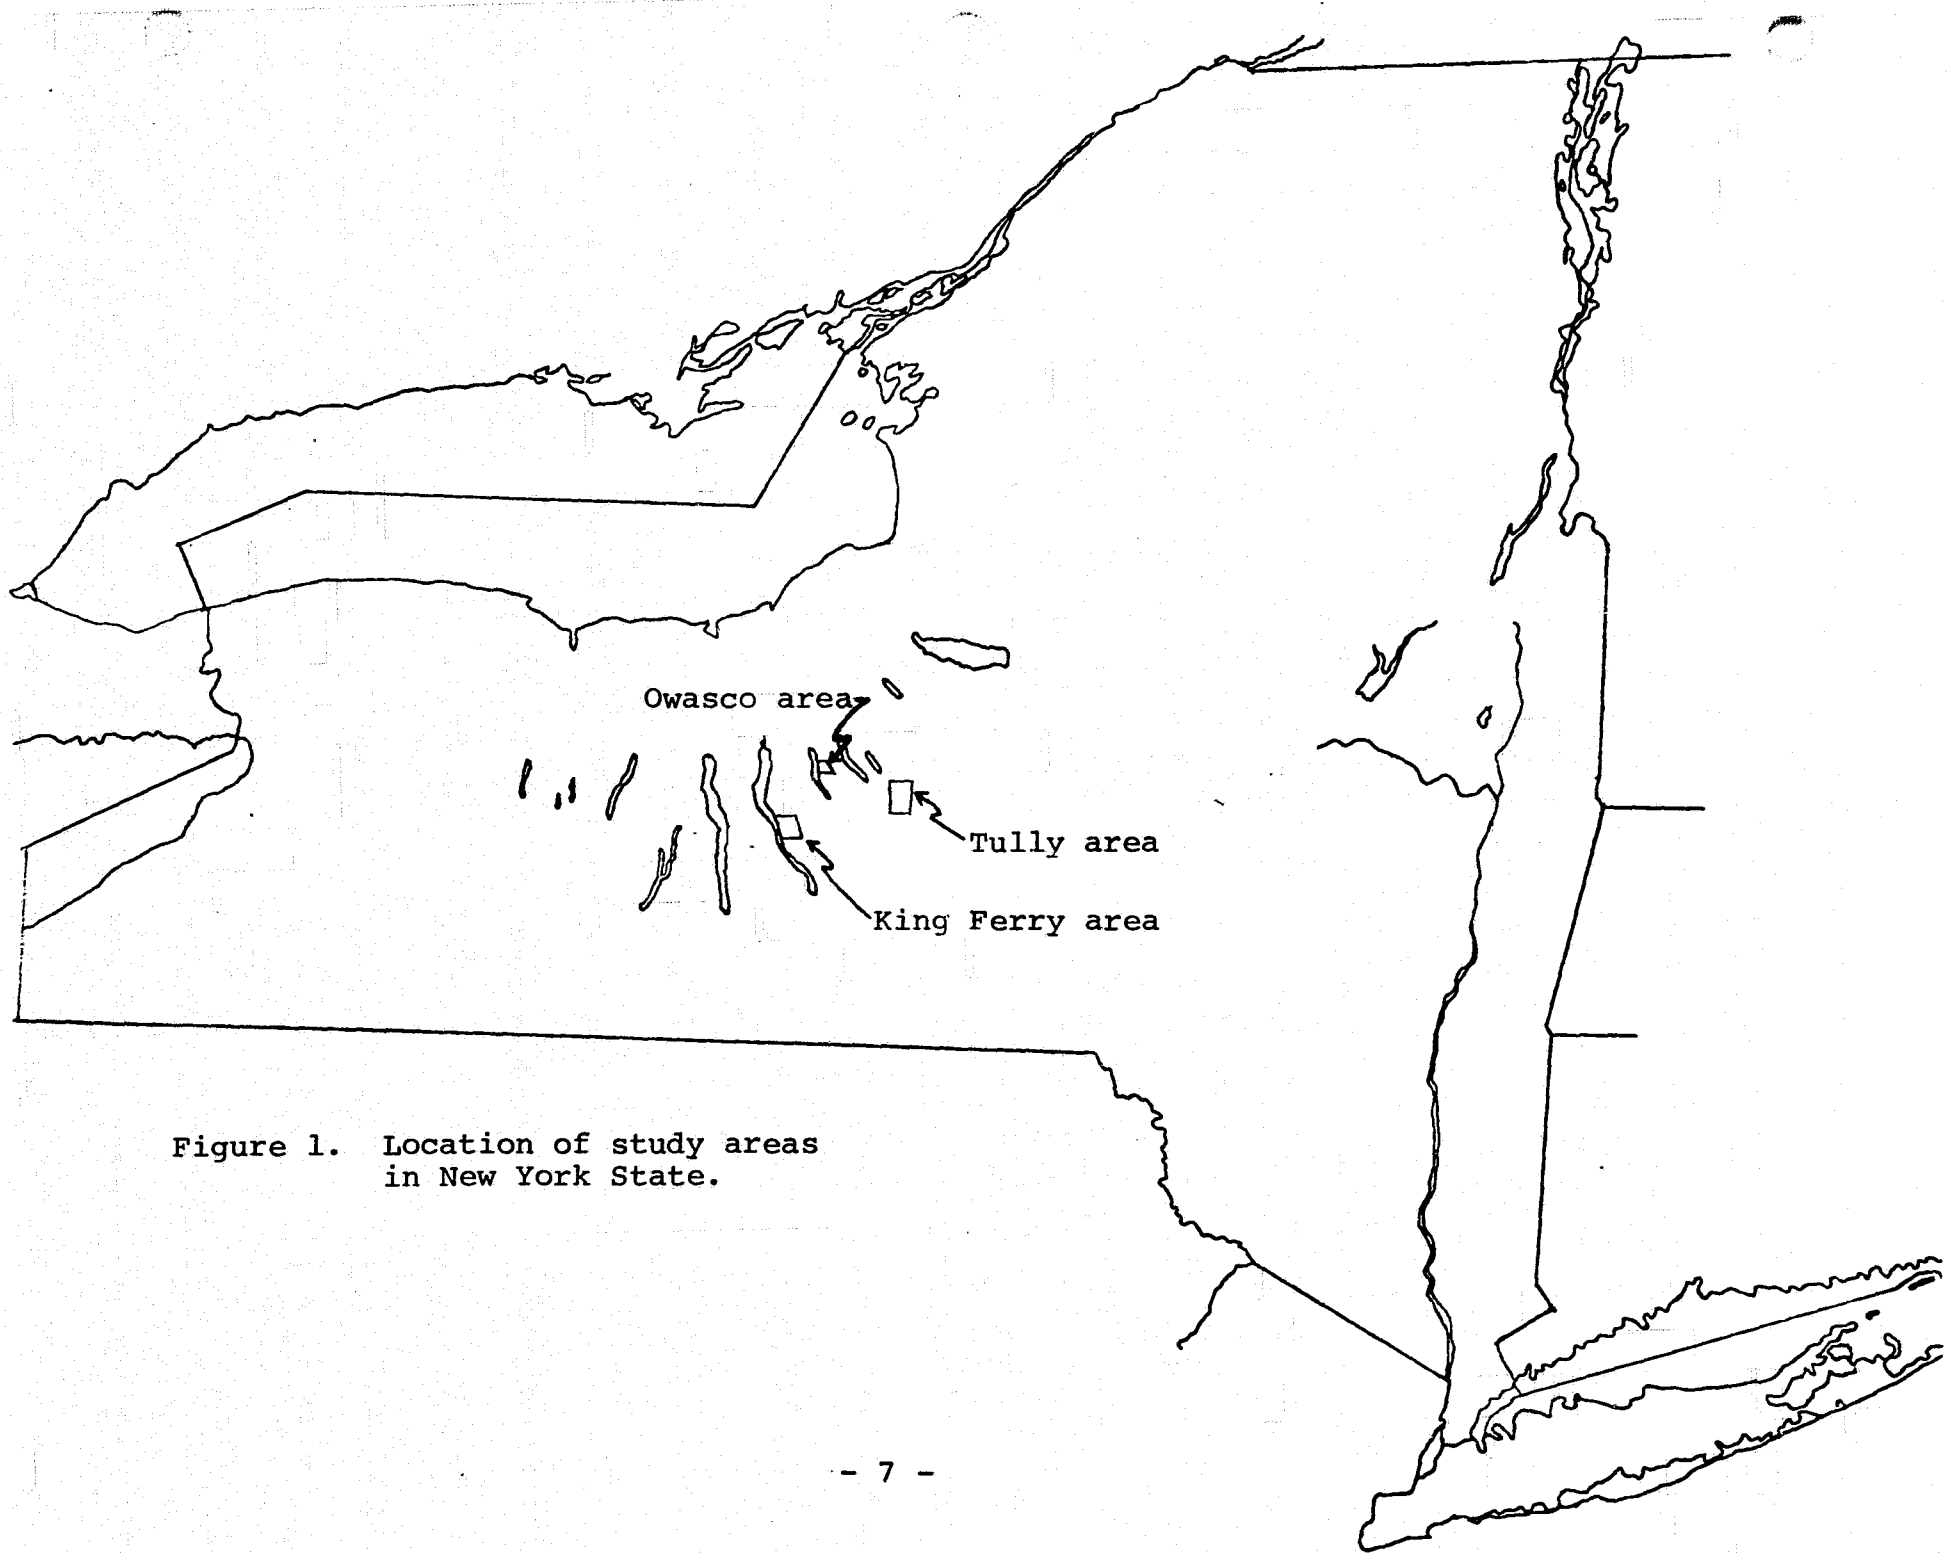 Owasco area
Tully area
King Ferry area
Figure 1. Location of study areas
in New York State.
- 7 -